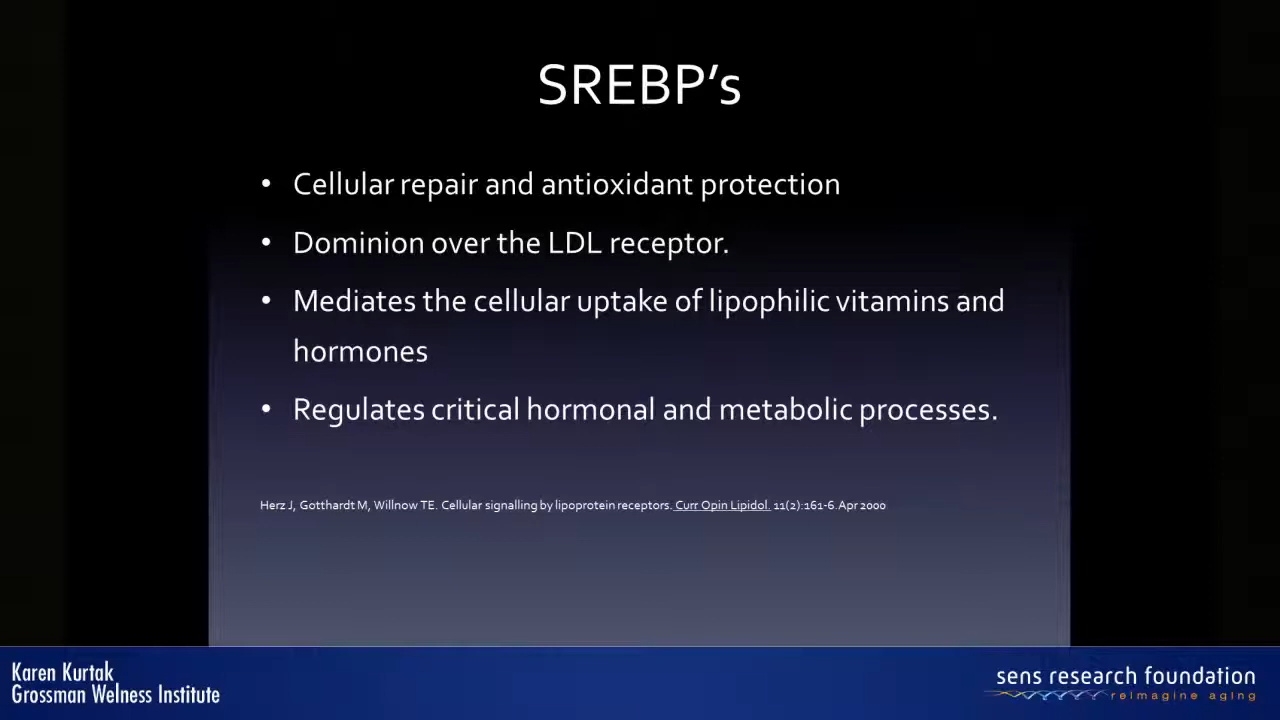 SREBP's
• Cellular repair and antioxidant protection
• Dominion over the LDL receptor.
• Mediates the cellular uptake of lipophilic vitamins and
hormones
• Regulates critical hormonal and metabolic processes.
Herz J, Gotthardt M, Willnow TE. Cellular signalling by lipoprotein receptors. Curr Opin Lipidol. 11(2):161-6.Apr 2000
Karen Kurtak
Grossman Welness Institute
sens research foundation
reimagine aging